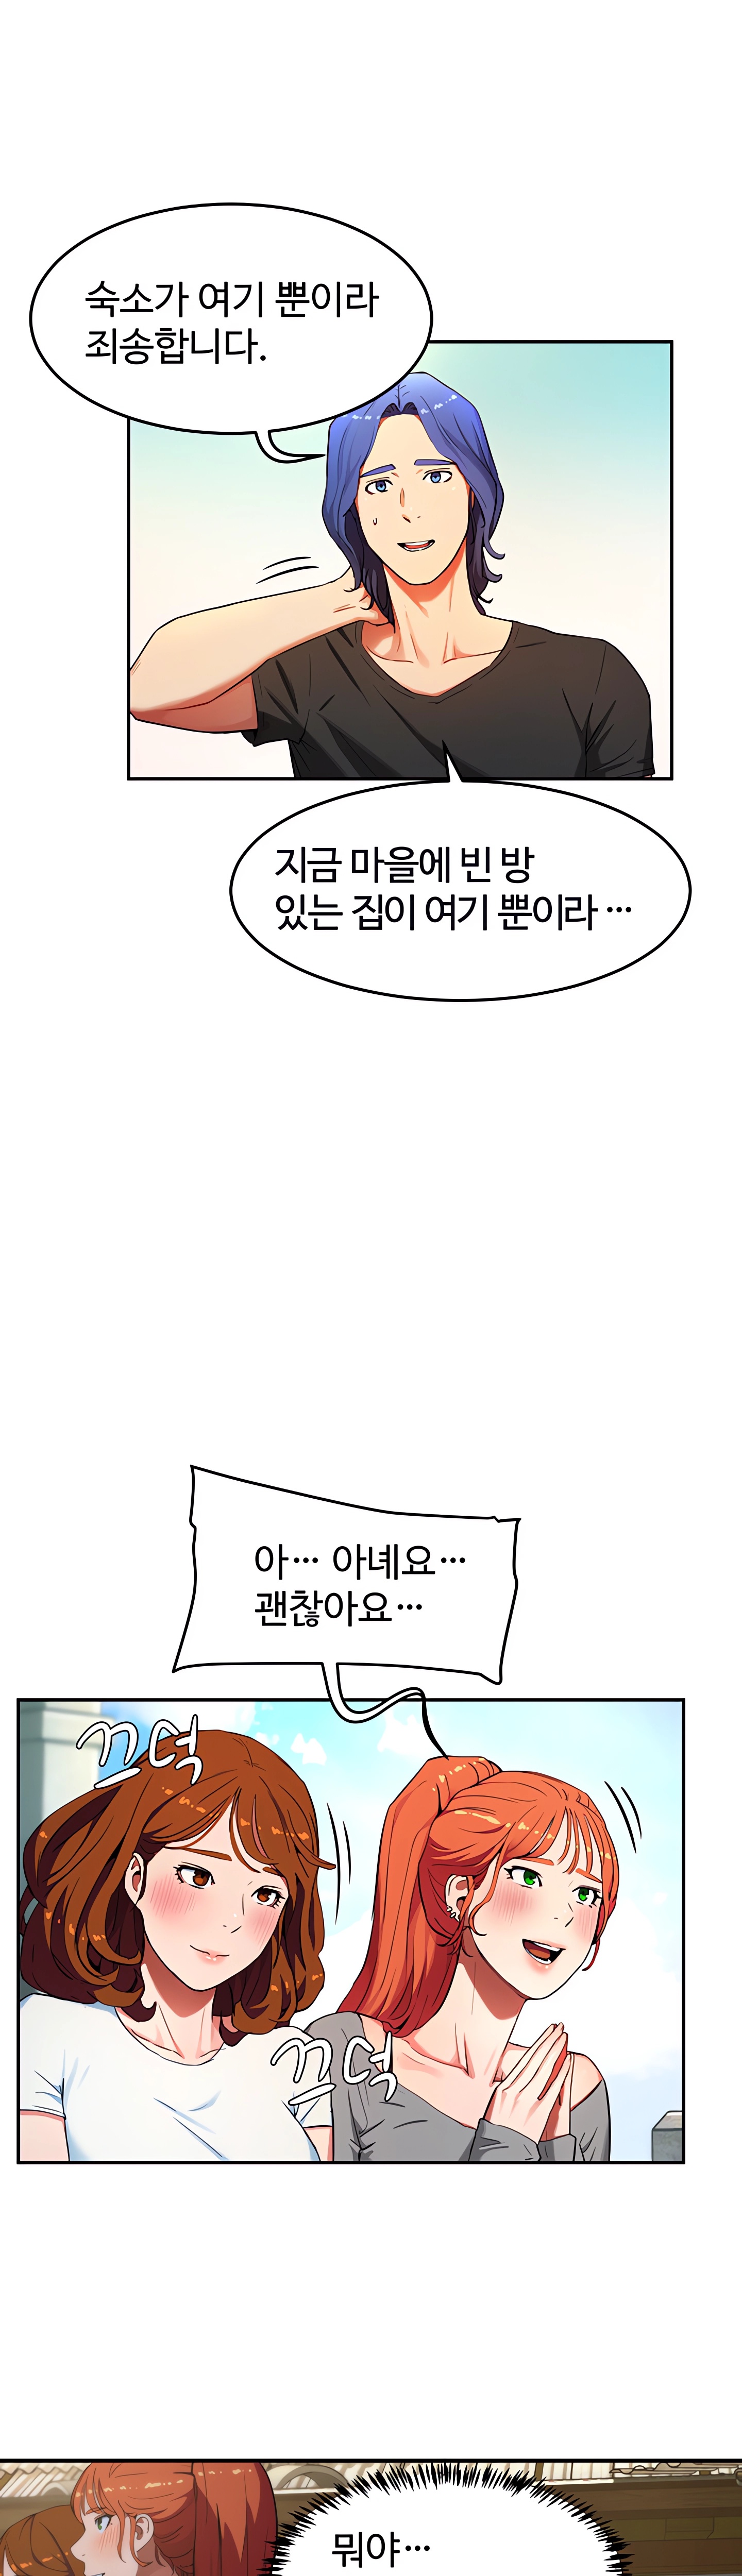 숙소가 여기 뿐이라
죄송합니다.
지금 마을에 빈 방
있는 집이 여기 뿐이라…
아… 아녜요…
괜찮아요…
끄덕
끄덕
뭐야…